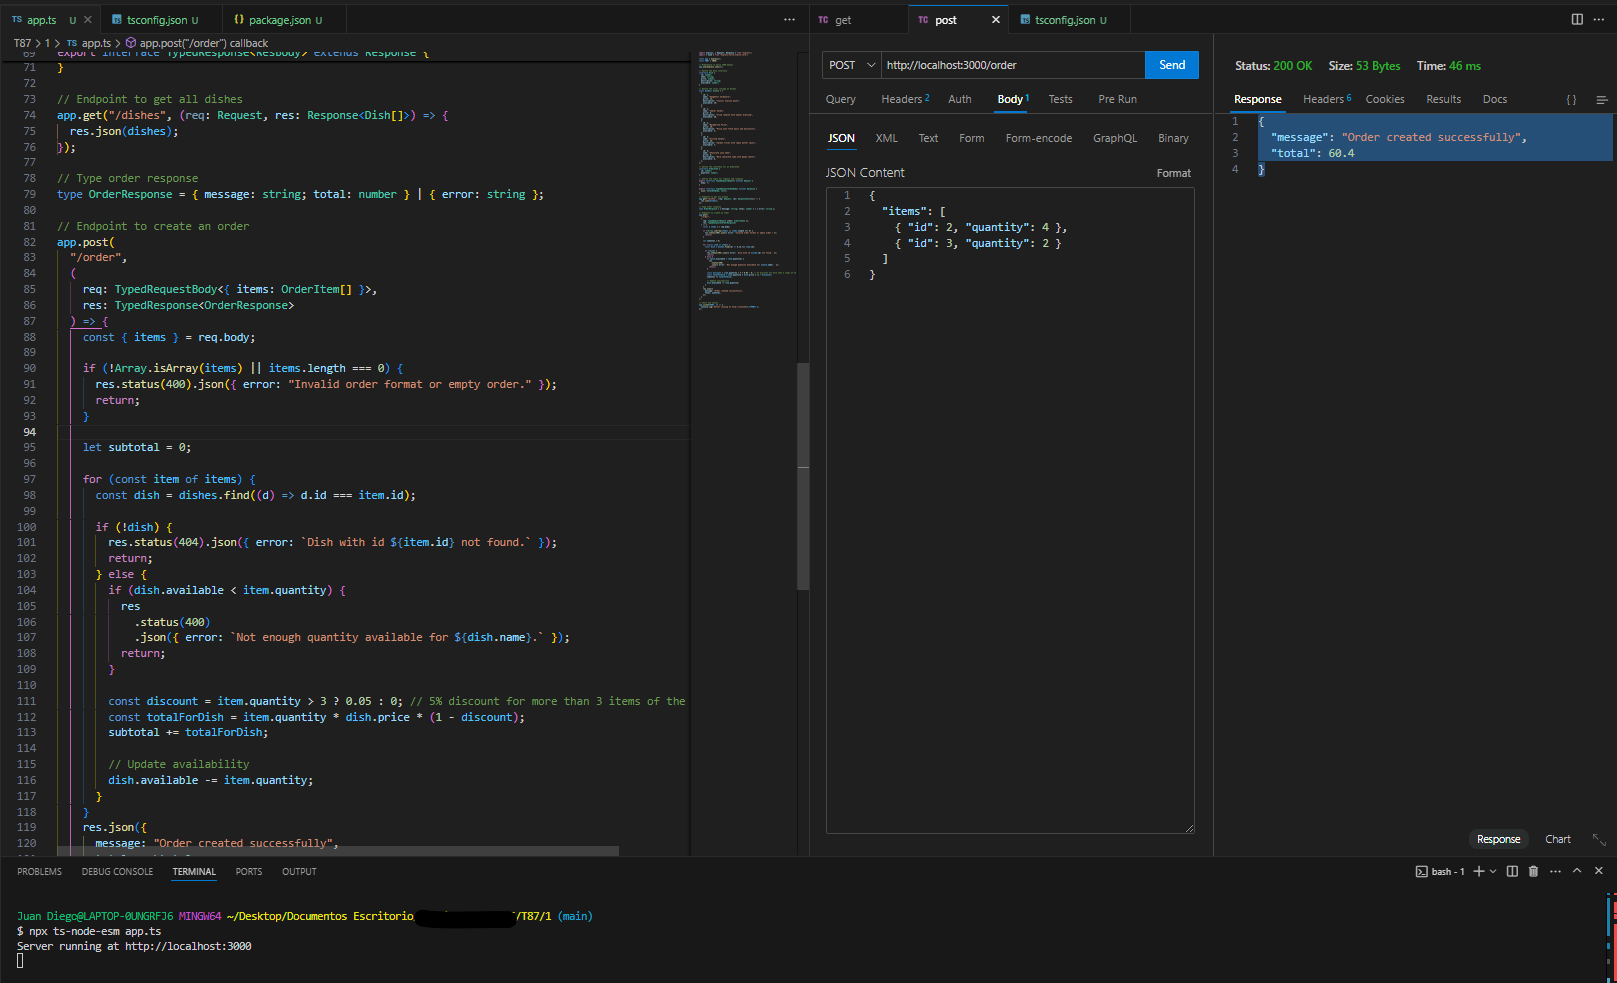 TS app.ts U
tsconfig.json U
{} package.json U
TC get
TC post
tsconfig.json U
T87 > 1 > TS app.ts > app.post("/order") callback
69 export interface TypedResponse<ResBody> extends Response {
71 }
72
73 // Endpoint to get all dishes
74 app.get("/dishes", (req: Request, res: Response<Dish[]>) => {
75 res.json(dishes);
76 });
77
78 // Type order response
79 type OrderResponse = { message: string; total: number } | { error: string };
80
81 // Endpoint to create an order
82 app.post(
83 "/order",
84 (
85 req: TypedRequestBody<{ items: OrderItem[] }>,
86 res: TypedResponse<OrderResponse>
87 ) => {
88 const { items } = req.body;
89
90 if (!Array.isArray(items) || items.length === 0) {
91 res.status(400).json({ error: "Invalid order format or empty order." });
92 return;
93 }
94
95 let subtotal = 0;
96
97 for (const item of items) {
98 const dish = dishes.find((d) => d.id === item.id);
99
100 if (!dish) {
101 res.status(404).json({ error: `Dish with id ${item.id} not found.` });
102 return;
103 } else {
104 if (dish.available < item.quantity) {
105 res
106 .status(400)
107 .json({ error: `Not enough quantity available for ${dish.name}.` });
108 return;
109 }
110
111 const discount = item.quantity > 3 ? 0.05 : 0; // 5% discount for more than 3 items of the
112 const totalForDish = item.quantity * dish.price * (1 - discount);
113 subtotal += totalForDish;
114
115 // Update availability
116 dish.available -= item.quantity;
117 }
118 }
119 res.json({
120 message: "Order created successfully",
POST http://localhost:3000/order Send
Query Headers 2 Auth Body 1 Tests Pre Run
JSON XML Text Form Form-encode GraphQL Binary
JSON Content Format
1 {
2 "items": [
3 { "id": 2, "quantity": 4 },
4 { "id": 3, "quantity": 2 }
5 ]
6 }
Status: 200 OK Size: 53 Bytes Time: 46 ms
Response Headers 6 Cookies Results Docs {}
1 {
2 "message": "Order created successfully",
3 "total": 60.4
4 }
Response Chart
PROBLEMS DEBUG CONSOLE TERMINAL PORTS OUTPUT
bash - 1
Juan Diego@LAPTOP-0UNGRFJ6 MINGW64 ~/Desktop/Documentos Escritorio /T87/1 (main)
$ npx ts-node-esm app.ts
Server running at http://localhost:3000